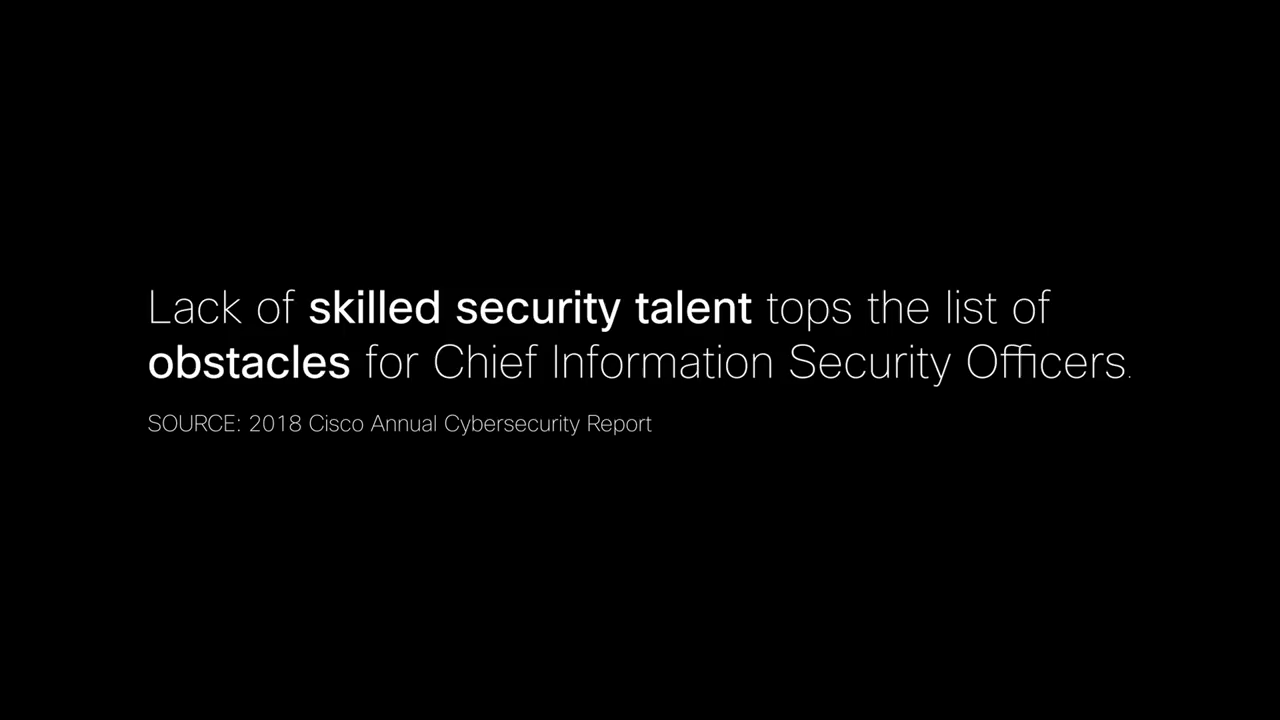 Lack of skilled security talent tops the list of
obstacles for Chief Information Security Officers.
SOURCE: 2018 Cisco Annual Cybersecurity Report